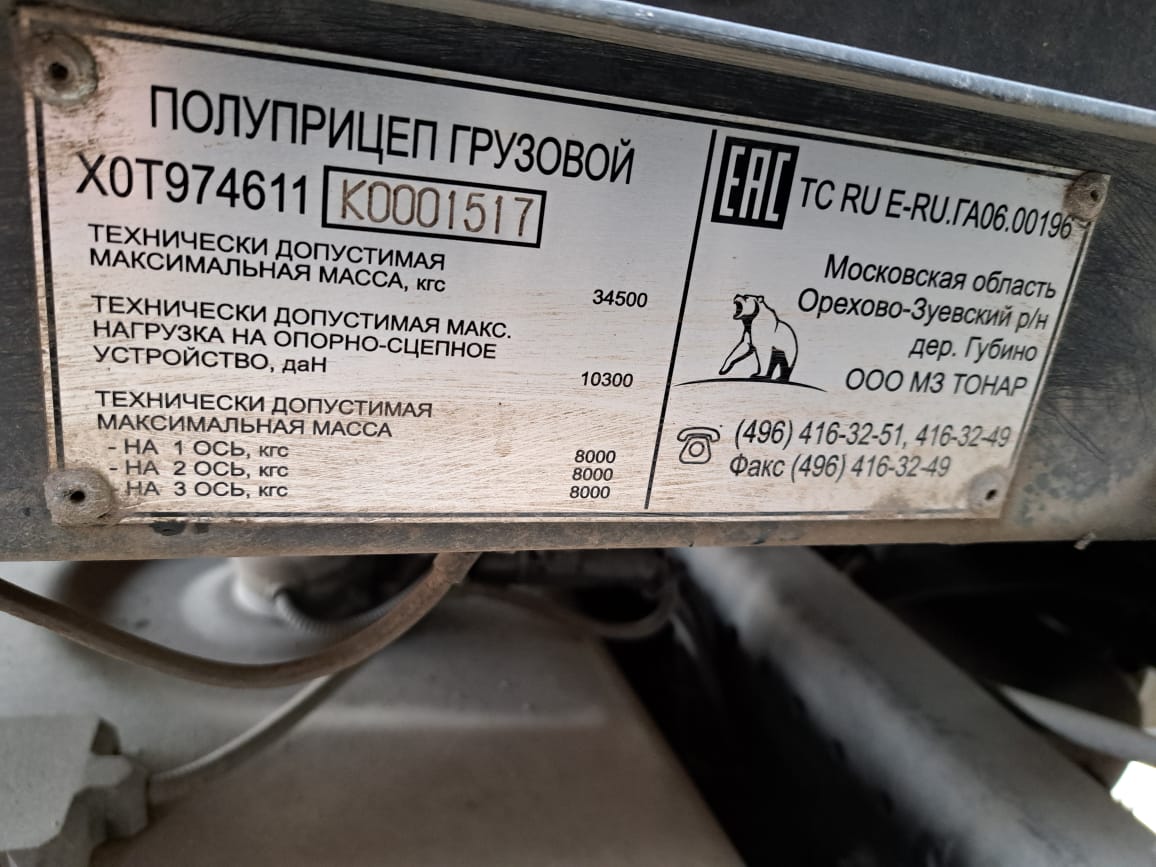 ПОЛУПРИЦЕП ГРУЗОВОЙ
X0T974611 K0001517
ТЕХНИЧЕСКИ ДОПУСТИМАЯ
МАКСИМАЛЬНАЯ МАССА, кгс 34500
ТЕХНИЧЕСКИ ДОПУСТИМАЯ МАКС.
НАГРУЗКА НА ОПОРНО-СЦЕПНОЕ
УСТРОЙСТВО, даН 10300
ТЕХНИЧЕСКИ ДОПУСТИМАЯ
МАКСИМАЛЬНАЯ МАССА
- НА 1 ОСЬ, кгс 8000
- НА 2 ОСЬ, кгс 8000
- НА 3 ОСЬ, кгс 8000
EAC ТС RU E-RU.ГА06.00196
Московская область
Орехово-Зуевский р/н
дер. Губино
ООО МЗ ТОНАР
(496) 416-32-51, 416-32-49
Факс (496) 416-32-49